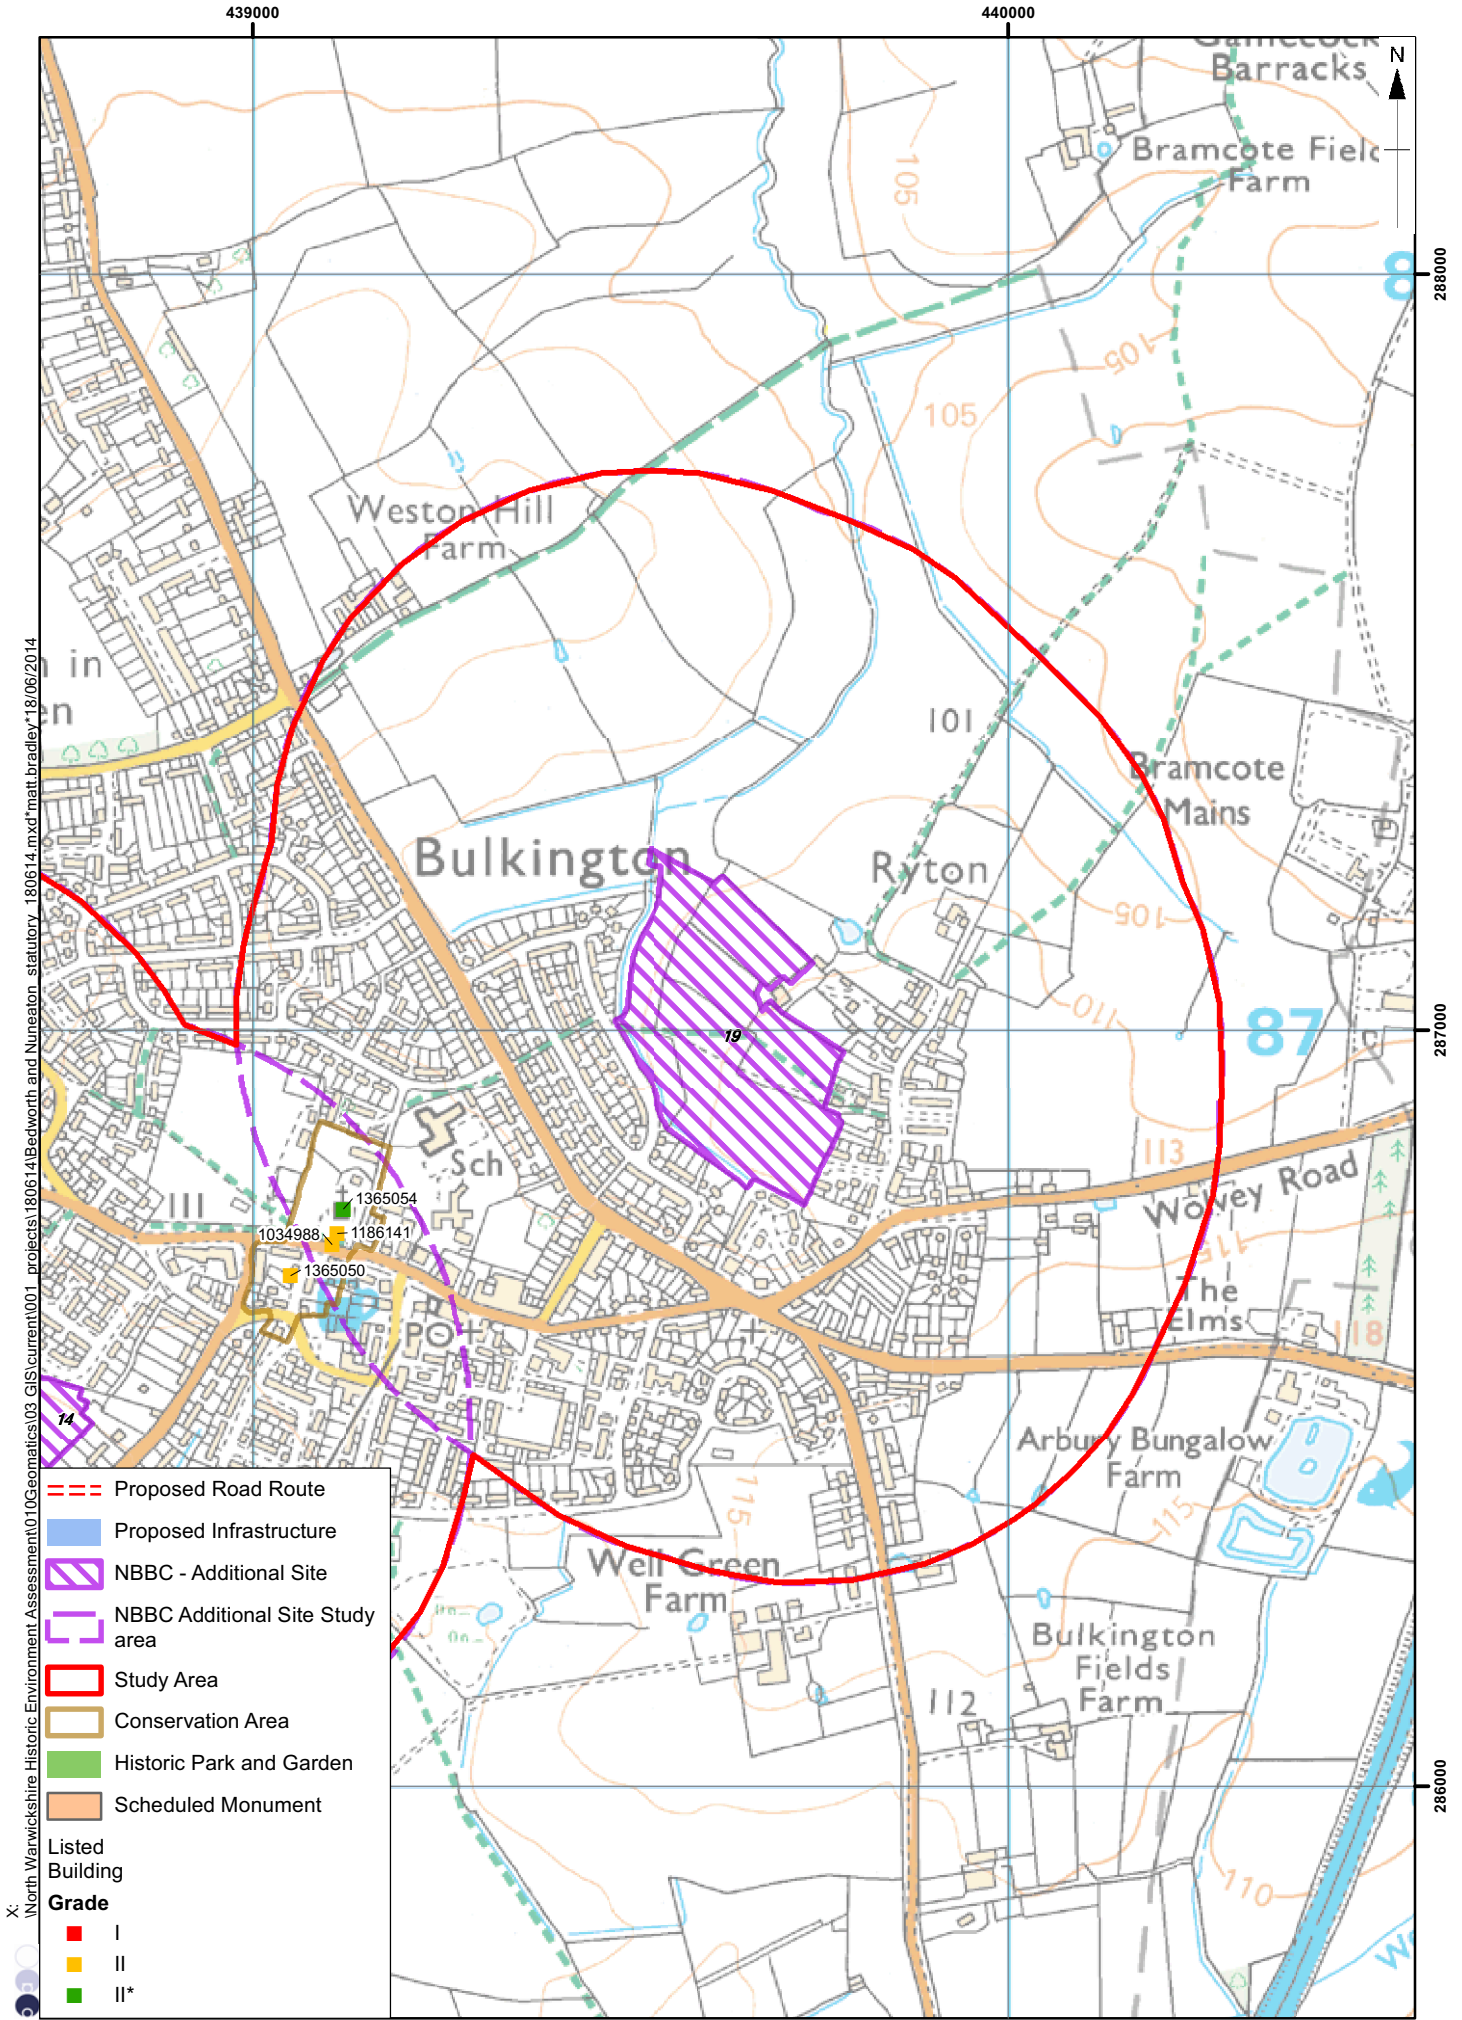 439000
440000
Barracks
N
Bramcote Field
Farm
105
8
288000
105
105
Weston Hill
Farm
n in
en
101
Bramcote
Mains
Bulkington
Ryton
105
110
19
87
287000
Sch
113
Wolvey Road
111
1365054
1034988
1186141
1365050
115
The
Elms
PO
118
14
Arbury Bungalow
Farm
115
115
Well Green
Farm
Bulkington
Fields
Farm
112
286000
110
Proposed Road Route
Proposed Infrastructure
NBBC - Additional Site
NBBC Additional Site Study
area
Study Area
Conservation Area
Historic Park and Garden
Scheduled Monument
Listed
Building
Grade
I
II
II*
X:
\North Warwickshire Historic Environment Assessment\010Geomatics\03 GIS\current\001_projects\180614\Bedworth and Nuneaton_statutory_180614.mxd*matt.bradley*18/06/2014